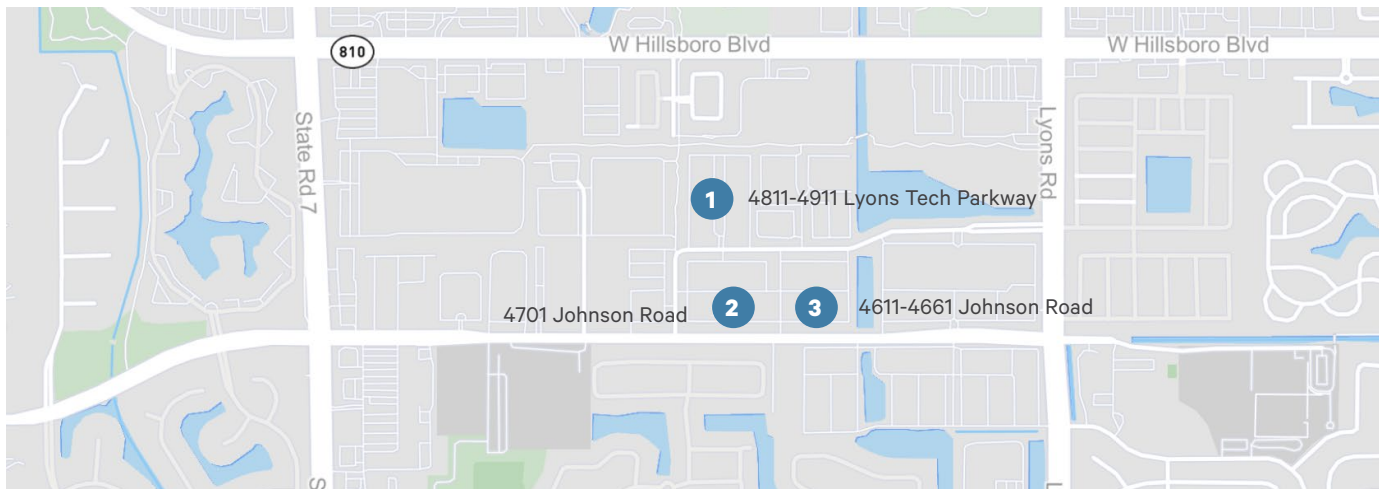 W Hillsboro Blvd
W Hillsboro Blvd
810
State Rd 7
Lyons Rd
1
4811-4911 Lyons Tech Parkway
4701 Johnson Road
2
3
4611-4661 Johnson Road
S
L